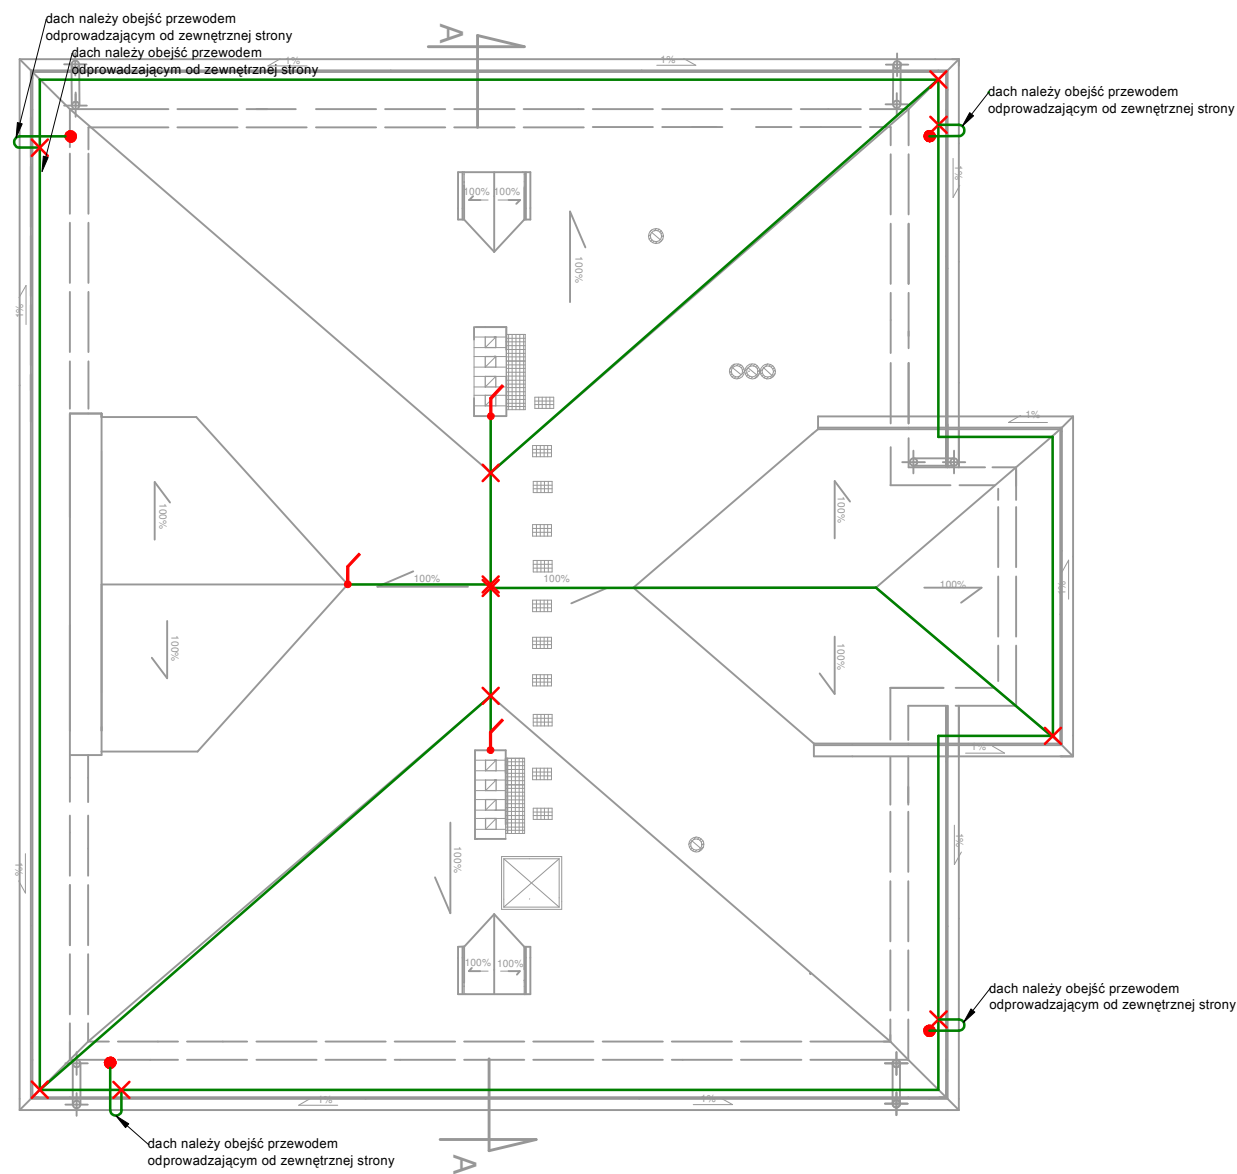 dach należy obejść przewodem
odprowadzającym od zewnętrznej strony
dach należy obejść przewodem
odprowadzającym od zewnętrznej strony
A
1%
1%
dach należy obejść przewodem
odprowadzającym od zewnętrznej strony
1%
100% 100%
100%
1%
1%
100%
100%
100%
100%
100%
1%
100%
100%
1%
1%
100%
1%
100% 100%
dach należy obejść przewodem
odprowadzającym od zewnętrznej strony
1%
1%
dach należy obejść przewodem
odprowadzającym od zewnętrznej strony
A